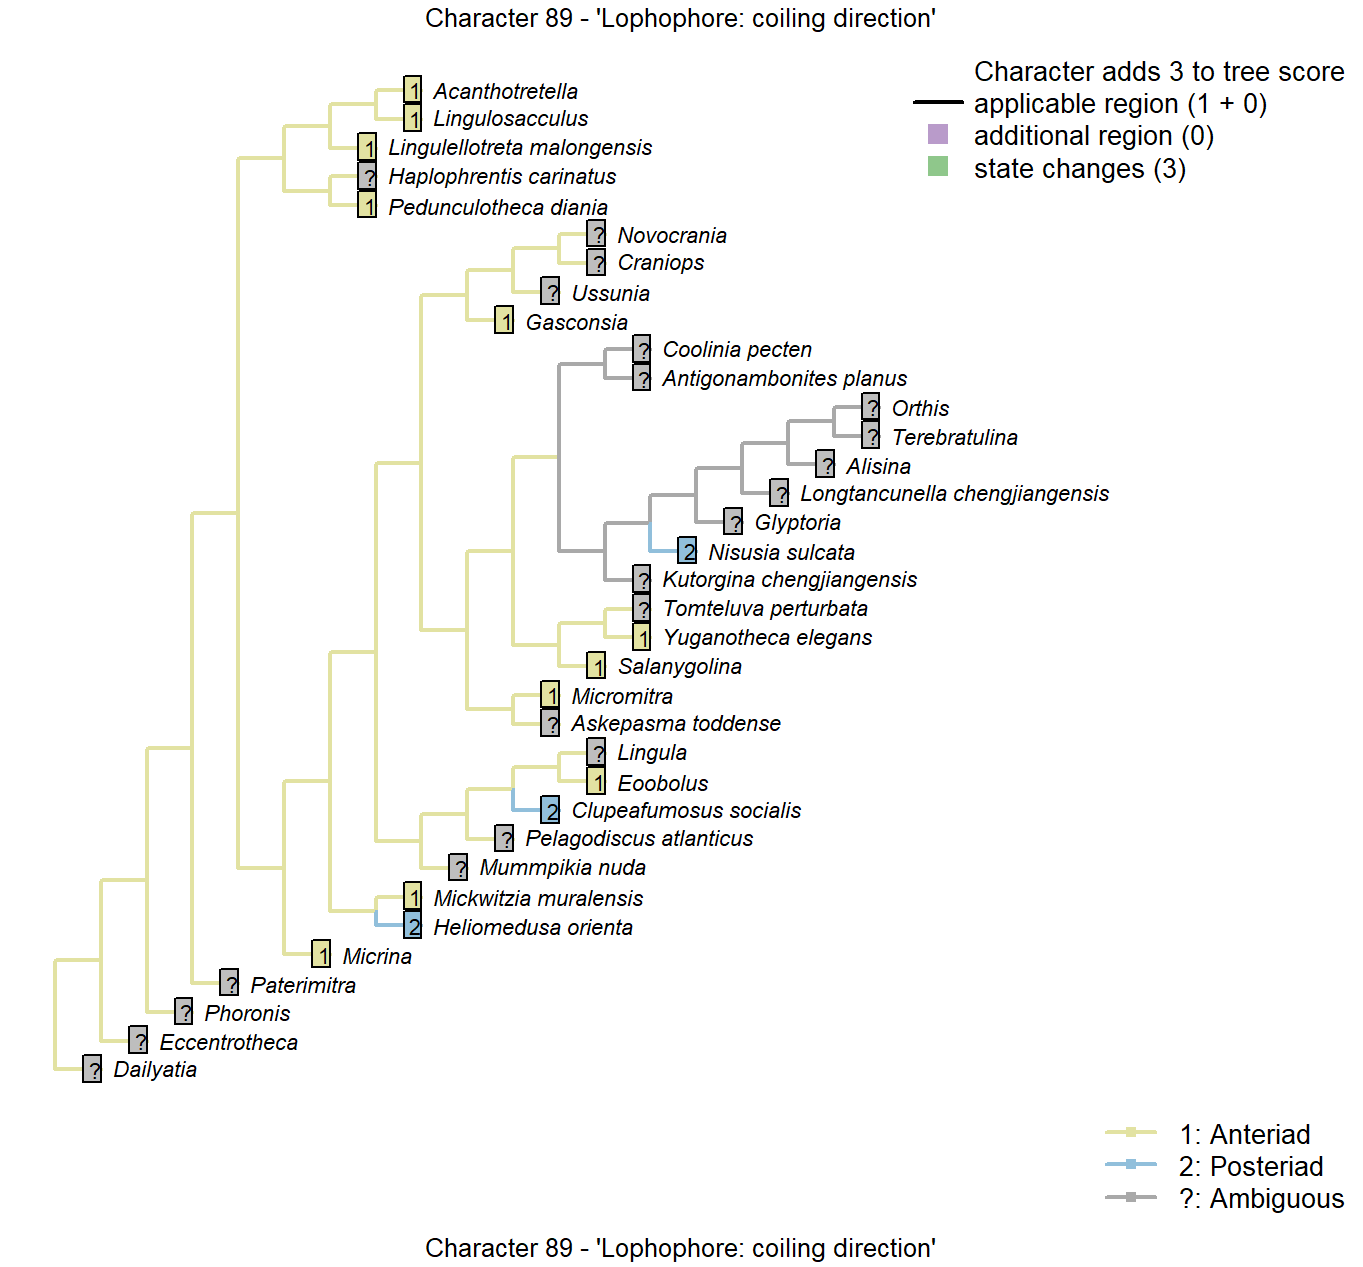 Character 89 - 'Lophophore: coiling direction'
Character adds 3 to tree score
applicable region (1 + 0)
additional region (0)
state changes (3)
1 Acanthotretella
1 Lingulosacculus
1 Lingulellotreta malongensis
? Haplophrentis carinatus
1 Pedunculotheca diania
? Novocrania
? Craniops
? Ussunia
1 Gasconsia
? Coolinia pecten
? Antigonambonites planus
? Orthis
? Terebratulina
? Alisina
? Longtancunella chengjiangensis
? Glyptoria
2 Nisusia sulcata
? Kutorgina chengjiangensis
? Tomteluva perturbata
1 Yuganotheca elegans
1 Salanygolina
1 Micromitra
? Askepasma toddense
? Lingula
1 Eoobolus
2 Clupeafumosus socialis
? Pelagodiscus atlanticus
? Mummpikia nuda
1 Mickwitzia muralensis
2 Heliomedusa orienta
1 Micrina
? Paterimitra
? Phoronis
? Eccentrotheca
? Dailyatia
1: Anteriad
2: Posteriad
?: Ambiguous
Character 89 - 'Lophophore: coiling direction'